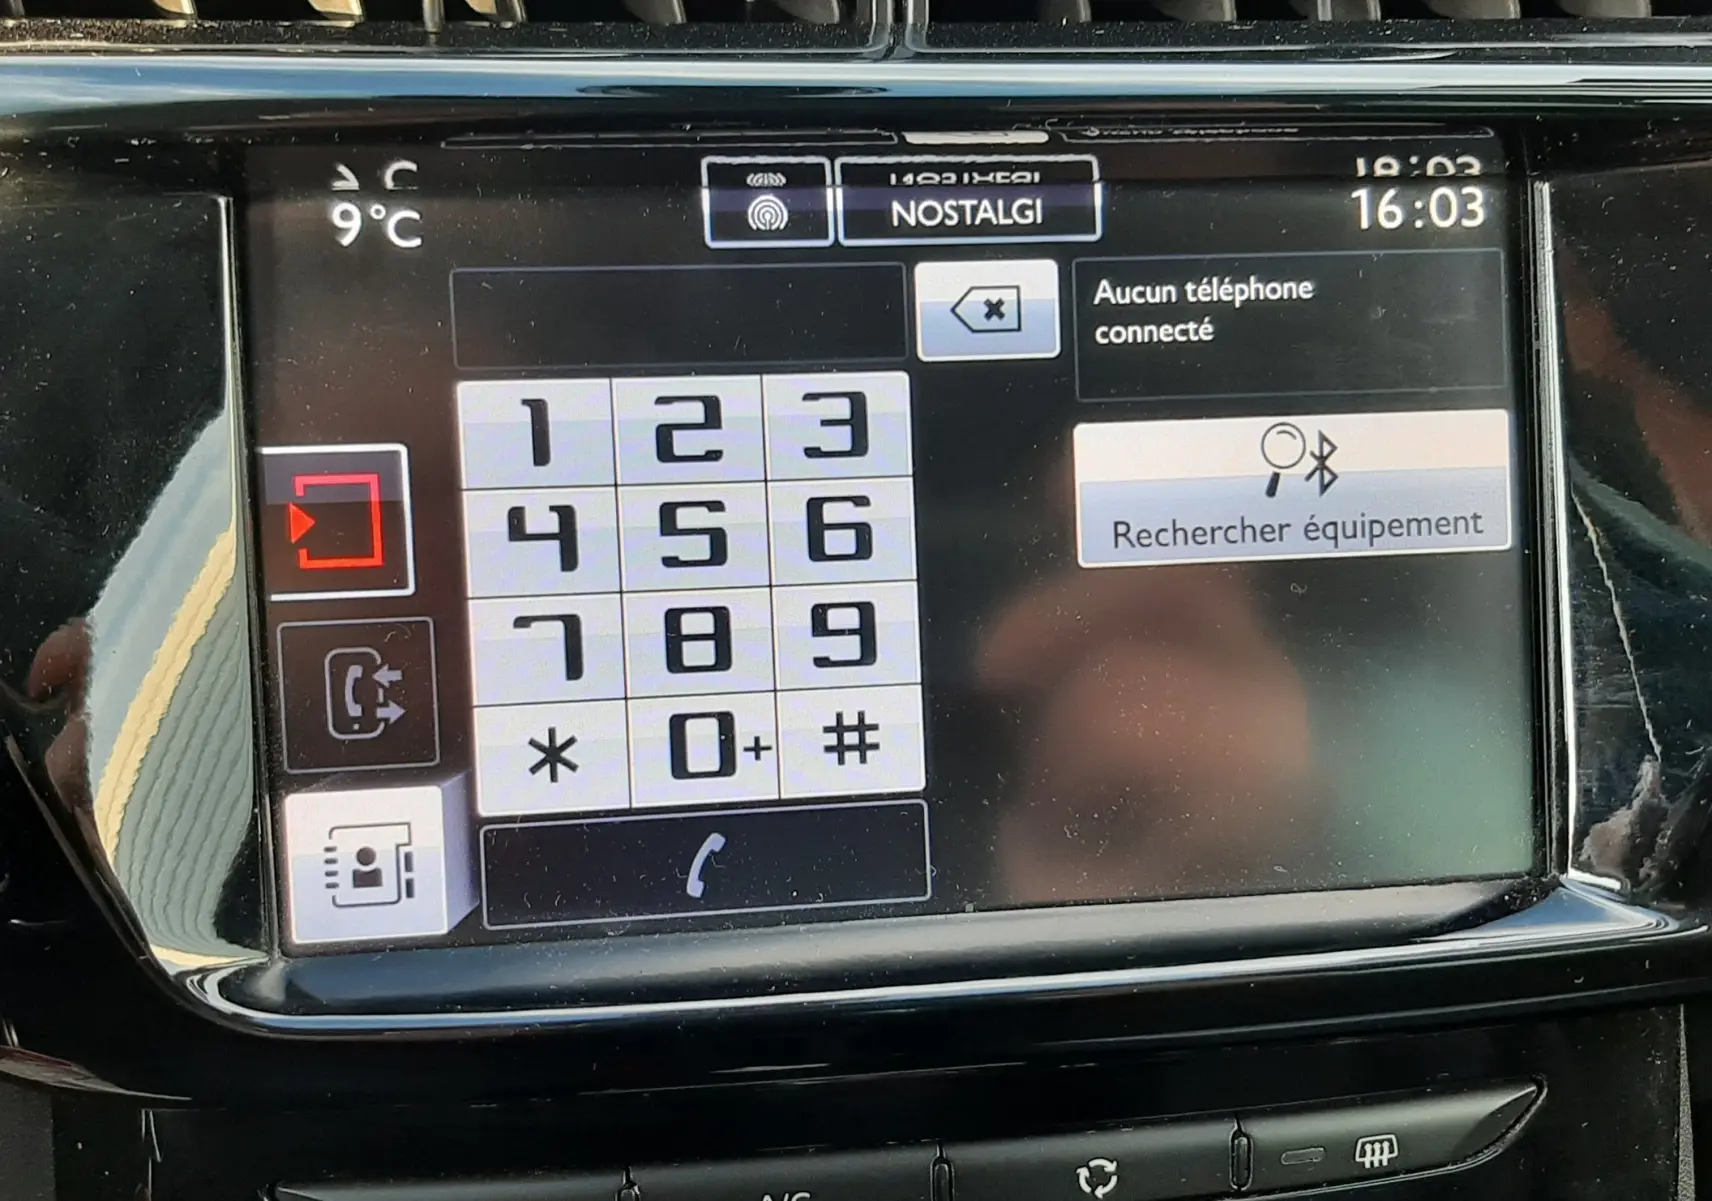 9°C
NOSTALGI
16:03
Aucun téléphone
connecté
1 2 3
4 5 6
7 8 9
* 0+ #
Rechercher équipement
A/C